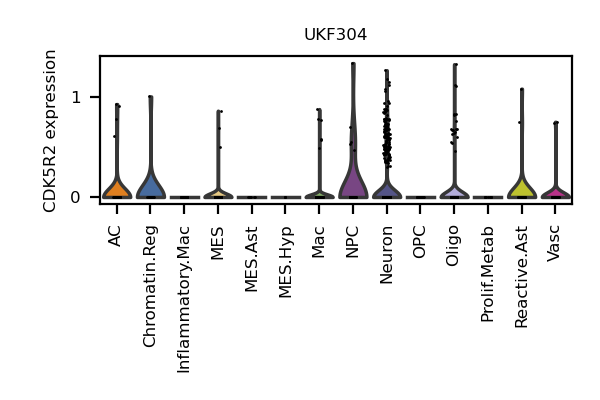 UKF304
CDK5R2 expression
1
0
AC
Chromatin.Reg
Inflammatory.Mac
MES
MES.Ast
MES.Hyp
Mac
NPC
Neuron
OPC
Oligo
Prolif.Metab
Reactive.Ast
Vasc